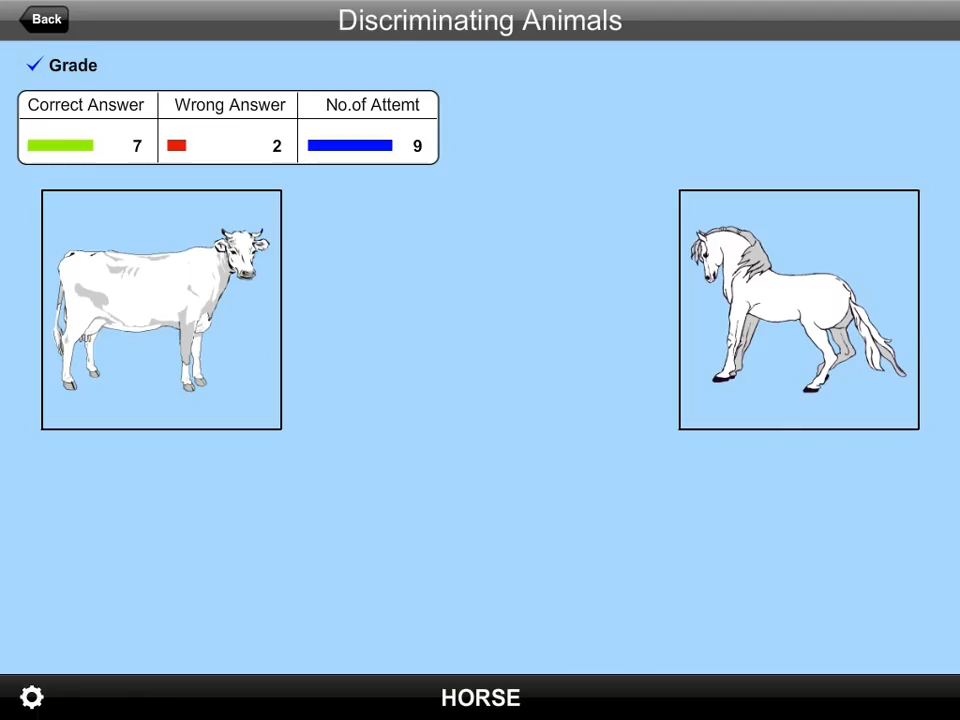 Back
Discriminating Animals
Grade
Correct Answer Wrong Answer No.of Attemt
7 2 9
HORSE